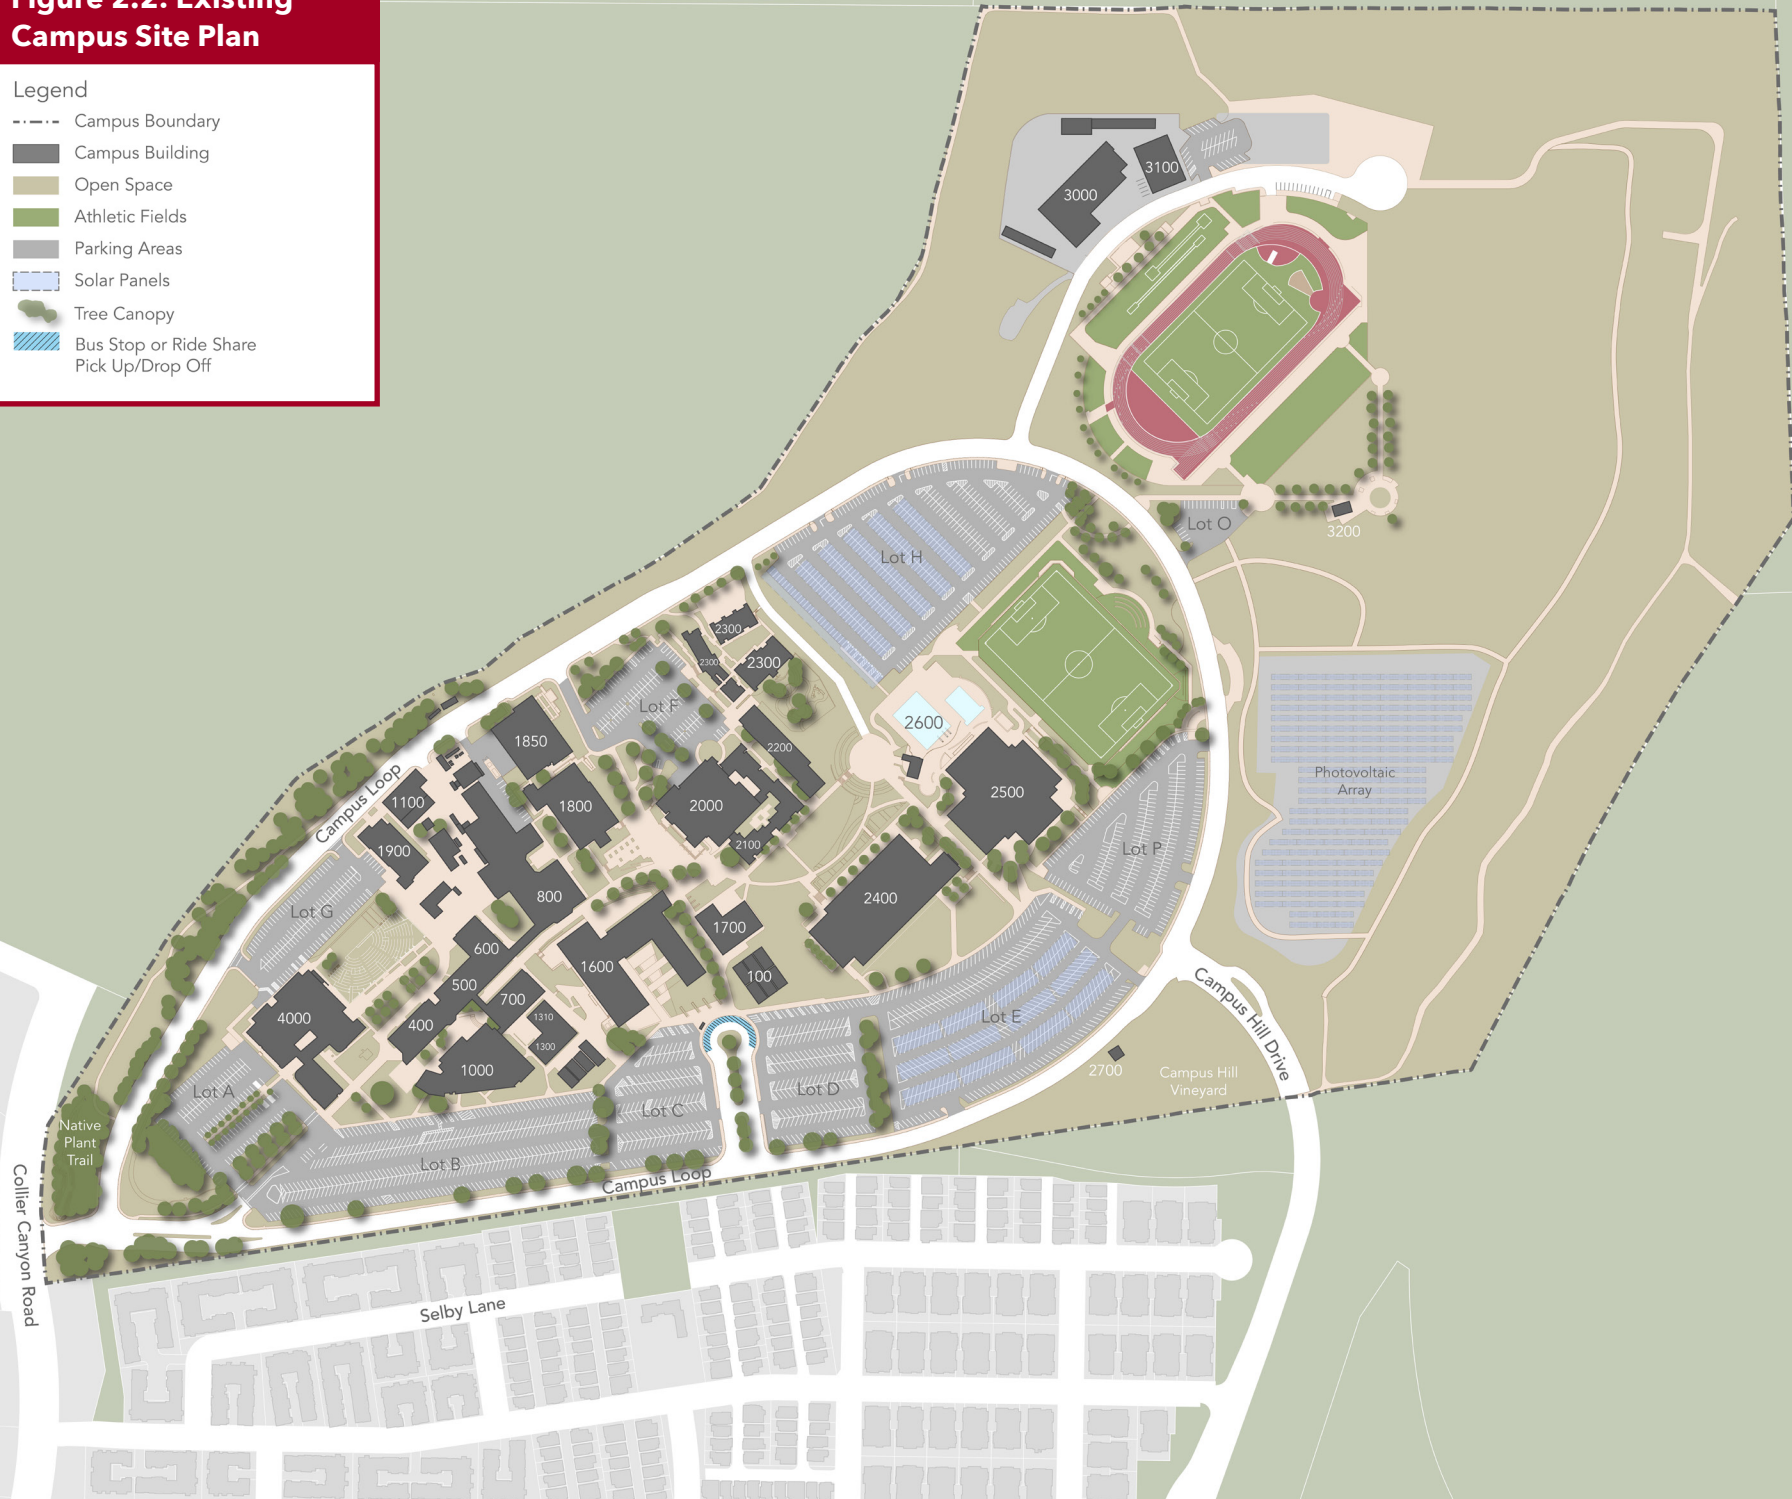 Figure 2.2: Existing
Campus Site Plan
Legend
Campus Boundary
Campus Building
Open Space
Athletic Fields
Parking Areas
Solar Panels
Tree Canopy
Bus Stop or Ride Share
Pick Up/Drop Off
3100
3000
Lot O
3200
Lot H
2300
2300
2300
Lot F
2600
1850
2200
Photovoltaic
Array
2500
1100
1800
2000
Campus Loop
2100
1900
Lot P
800
2400
Lot G
1700
600
1600
100
500
700
Campus Hill Drive
4000
400
1310
Lot E
1300
1000
2700
Campus Hill
Vineyard
Lot A
Lot D
Lot C
Native
Plant
Trail
Lot B
Campus Loop
Collier Canyon Road
Selby Lane